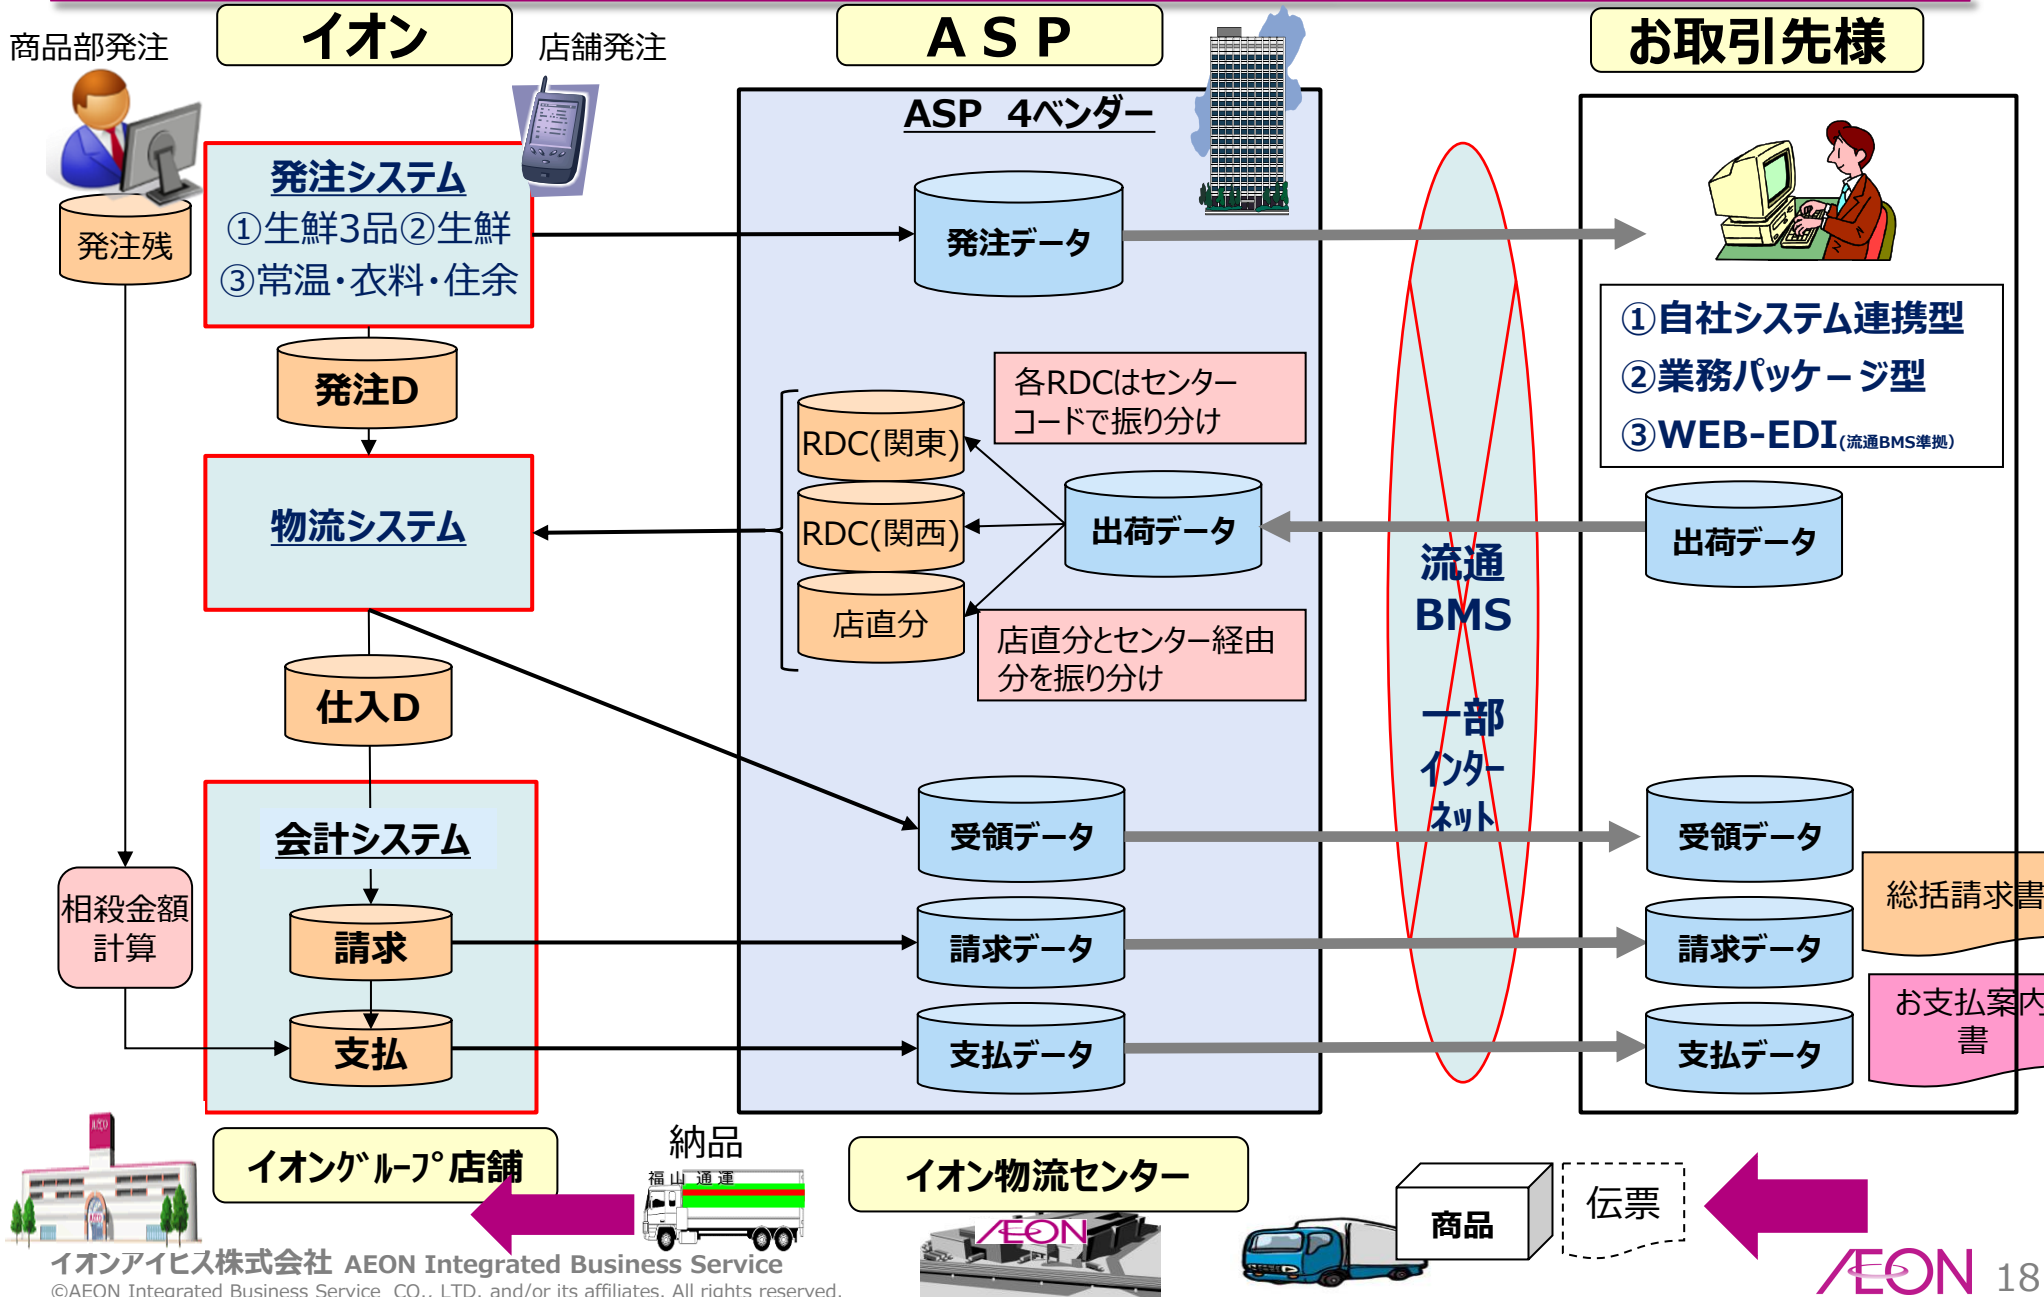 イオン
ASP
お取引先様
商品部発注
店舗発注
ASP 4ベンダー
発注システム
①生鮮3品②生鮮
③常温・衣料・住余
発注残
発注データ
①自社システム連携型
②業務パッケージ型
③WEB-EDI(流通BMS準拠)
発注D
各RDCはセンター
コードで振り分け
RDC(関東)
RDC(関西)
店直分
物流システム
出荷データ
出荷データ
流通
BMS
一部
インター
ネット
店直分とセンター経由
分を振り分け
仕入D
会計システム
受領データ
受領データ
相殺金額
計算
請求
請求データ
請求データ
総括請求書
支払
支払データ
支払データ
お支払案内
書
イオングループ店舗
納品
福山通運
イオン物流センター
AEON
商品
伝票
AEON
イオンアイビス株式会社 AEON Integrated Business Service
©AEON Integrated Business Service CO., LTD. and/or its affiliates. All rights reserved.
AEON
18